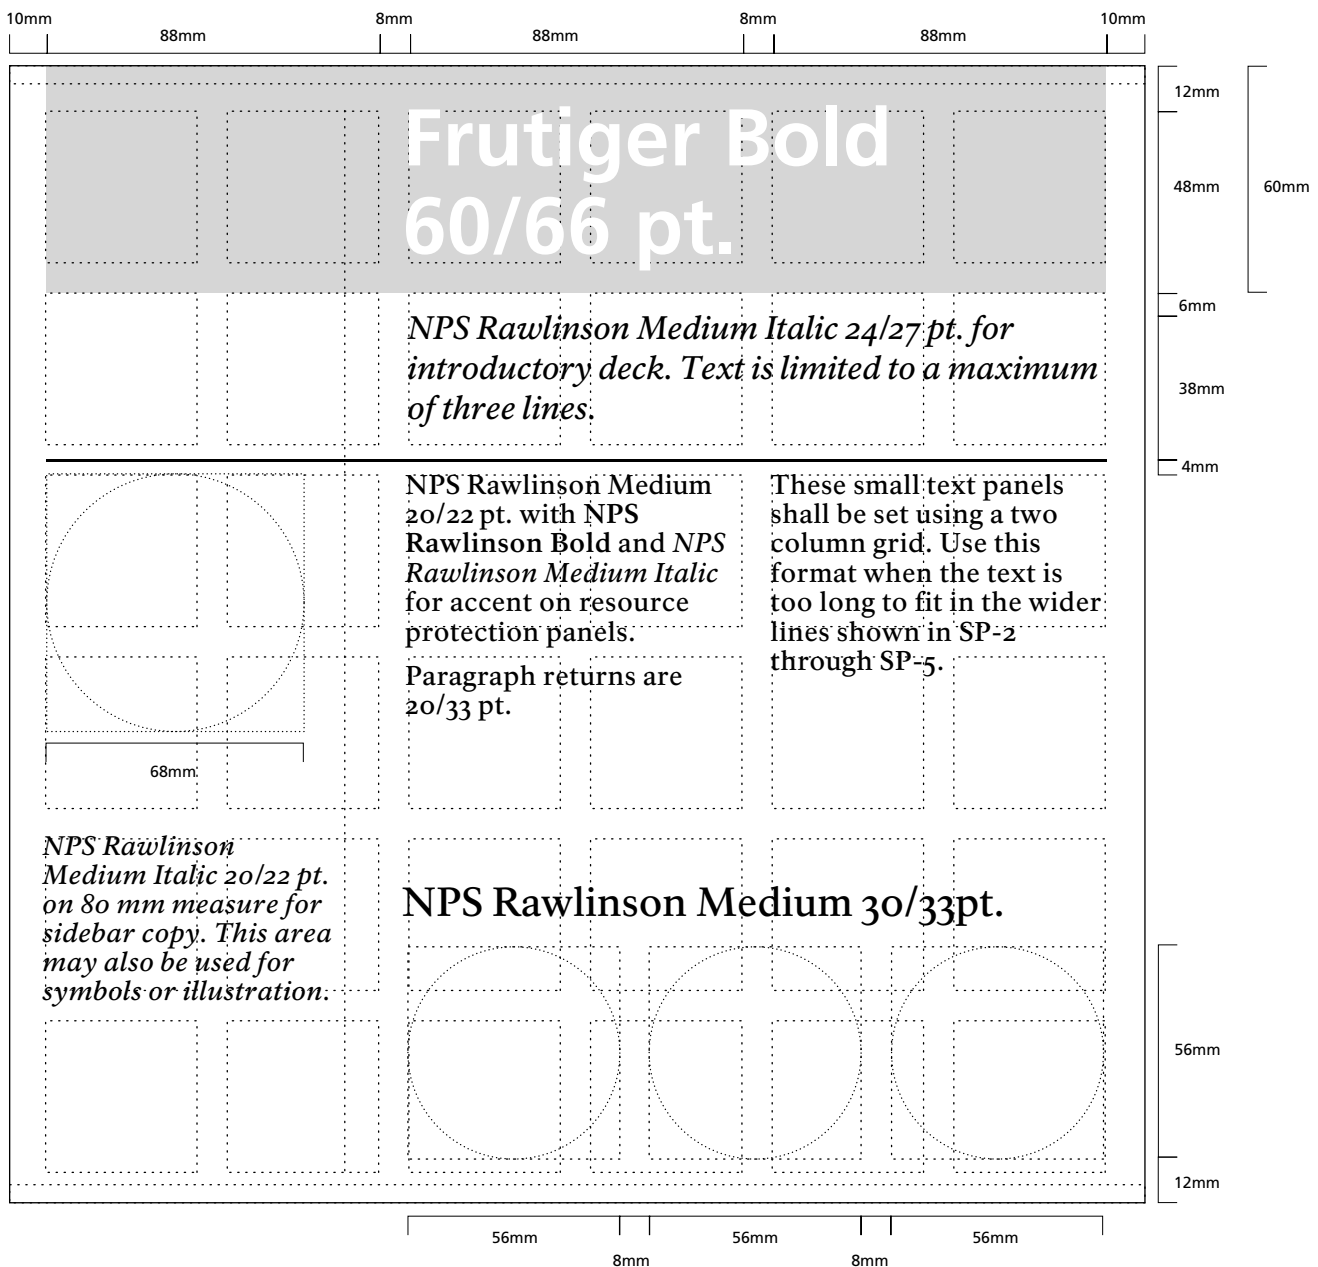 10mm
8mm
8mm
10mm
88mm
88mm
88mm
12mm
Frutiger Bold
48mm
60mm
60/66 pt.
6mm
NPS Rawlinson Medium Italic 24/27 pt. for
introductory deck. Text is limited to a maximum
of three lines.
38mm
4mm
NPS Rawlinson Medium
20/22 pt. with NPS
Rawlinson Bold and NPS
Rawlinson Medium Italic
for accent on resource
protection panels.
Paragraph returns are
20/33 pt.
These small text panels
shall be set using a two
column grid. Use this
format when the text is
too long to fit in the wider
lines shown in SP-2
through SP-5.
68mm
NPS Rawlinson
Medium Italic 20/22 pt.
on 80 mm measure for
sidebar copy. This area
may also be used for
symbols or illustration.
NPS Rawlinson Medium 30/33pt.
56mm
12mm
56mm
56mm
56mm
8mm
8mm